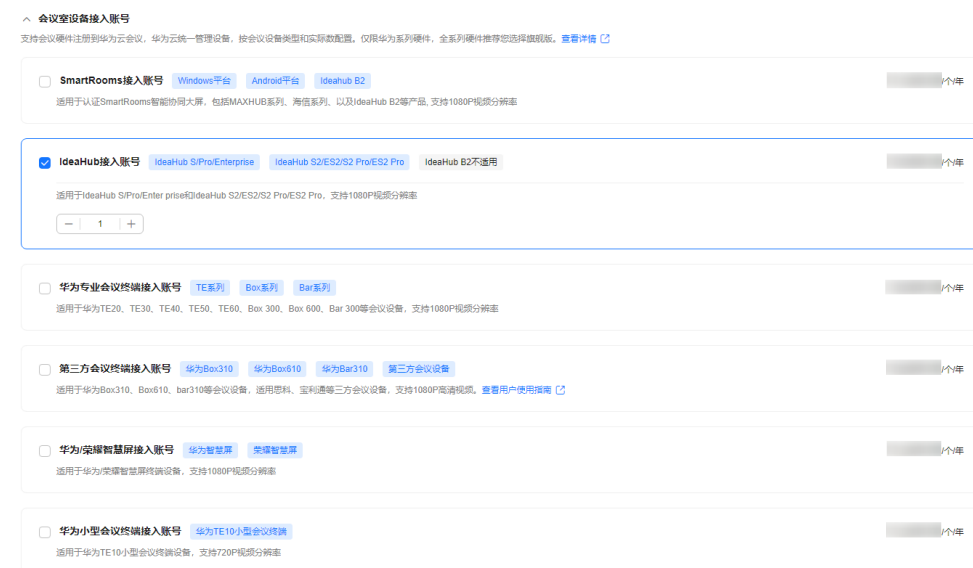 会议室设备接入账号
支持会议硬件注册到华为云会议，华为云统一管理设备，按会议设备类型和实际数配置。仅限华为系列硬件，全系列硬件推荐您选择旗舰版。查看详情
SmartRooms接入账号 Windows平台 Android平台 Ideahub B2 /个/年
适用于认证SmartRooms智能协同大屏，包括MAXHUB系列、海信系列、以及IdeaHub B2等产品, 支持1080P视频分辨率
IdeaHub接入账号 IdeaHub S/Pro/Enterprise IdeaHub S2/ES2/S2 Pro/ES2 Pro IdeaHub B2不适用 /个/年
适用于IdeaHub S/Pro/Enter prise和IdeaHub S2/ES2/S2 Pro/ES2 Pro，支持1080P视频分辨率
1
华为专业会议终端接入账号 TE系列 Box系列 Bar系列 /个/年
适用于华为TE20、TE30、TE40、TE50、TE60、Box 300、Box 600、Bar 300等会议设备，支持1080P视频分辨率
第三方会议终端接入账号 华为Box310 华为Box610 华为Bar310 第三方会议设备 /个/年
适用于华为Box310、Box610、bar310等会议设备，适用思科、宝利通等三方会议设备，支持1080P高清视频。查看用户使用指南
华为/荣耀智慧屏接入账号 华为智慧屏 荣耀智慧屏 /个/年
适用于华为/荣耀智慧屏终端设备，支持1080P视频分辨率
华为小型会议终端接入账号 华为TE10小型会议终端 /个/年
适用于华为TE10小型会议终端设备，支持720P视频分辨率